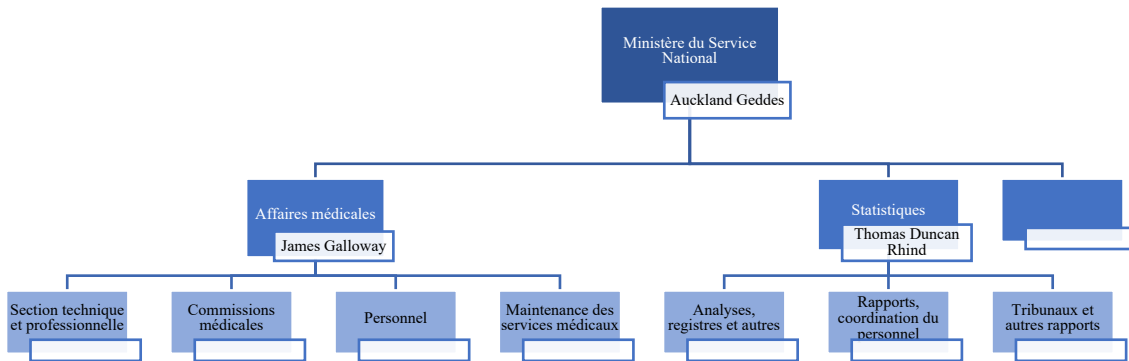 Ministère du Service
National
Auckland Geddes
Affaires médicales
James Galloway
Statistiques
Thomas Duncan
Rhind
Section technique
et professionnelle
Commissions
médicales
Personnel
Maintenance des
services médicaux
Analyses,
registres et autres
Rapports,
coordination du
personnel
Tribunaux et
autres rapports